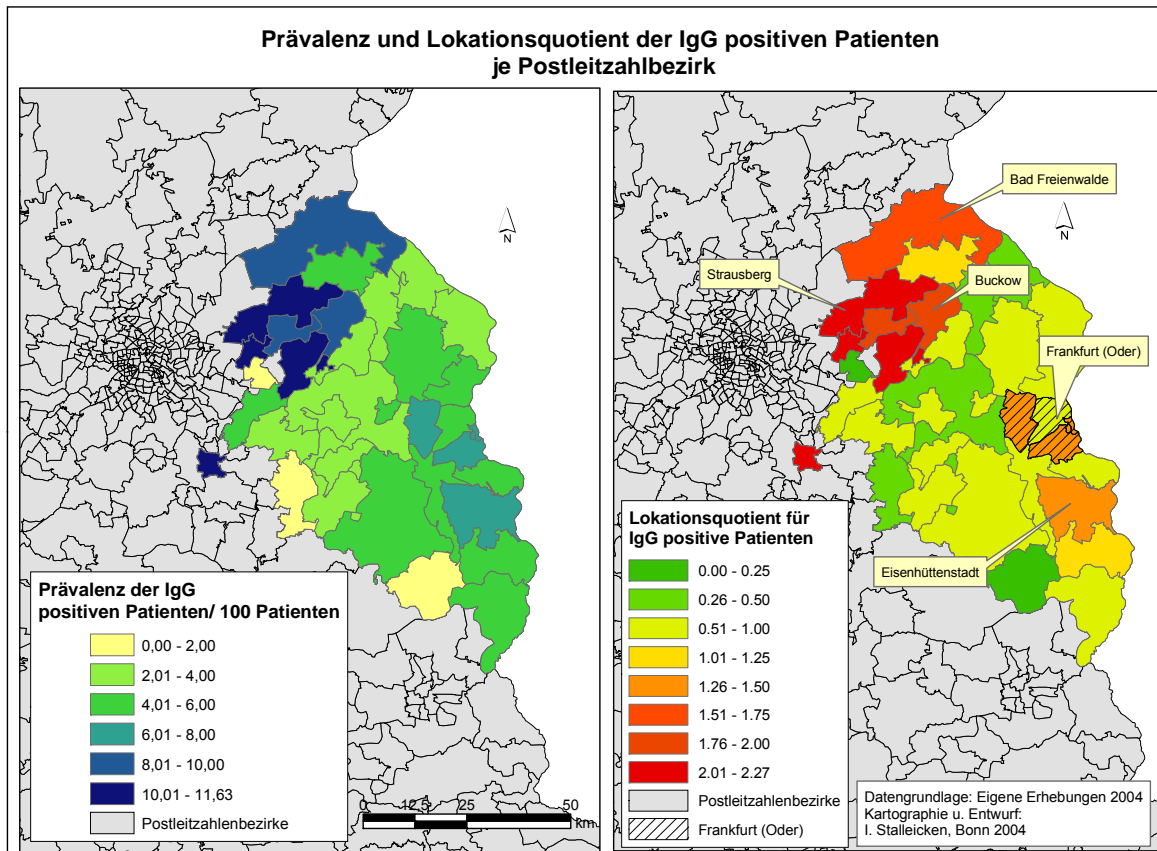 Prävalenz und Lokationsquotient der IgG positiven Patienten
je Postleitzahlbezirk
N
Prävalenz der IgG
positiven Patienten/ 100 Patienten
0,00 - 2,00
2,01 - 4,00
4,01 - 6,00
6,01 - 8,00
8,01 - 10,00
10,01 - 11,63
Postleitzahlenbezirke
0 12,5 25 50
km
Bad Freienwalde
N
Strausberg
Buckow
Frankfurt (Oder)
Eisenhüttenstadt
Lokationsquotient für
IgG positive Patienten
0.00 - 0.25
0.26 - 0.50
0.51 - 1.00
1.01 - 1.25
1.26 - 1.50
1.51 - 1.75
1.76 - 2.00
2.01 - 2.27
Postleitzahlenbezirke
Frankfurt (Oder)
Datengrundlage: Eigene Erhebungen 2004
Kartographie u. Entwurf:
I. Stalleicken, Bonn 2004